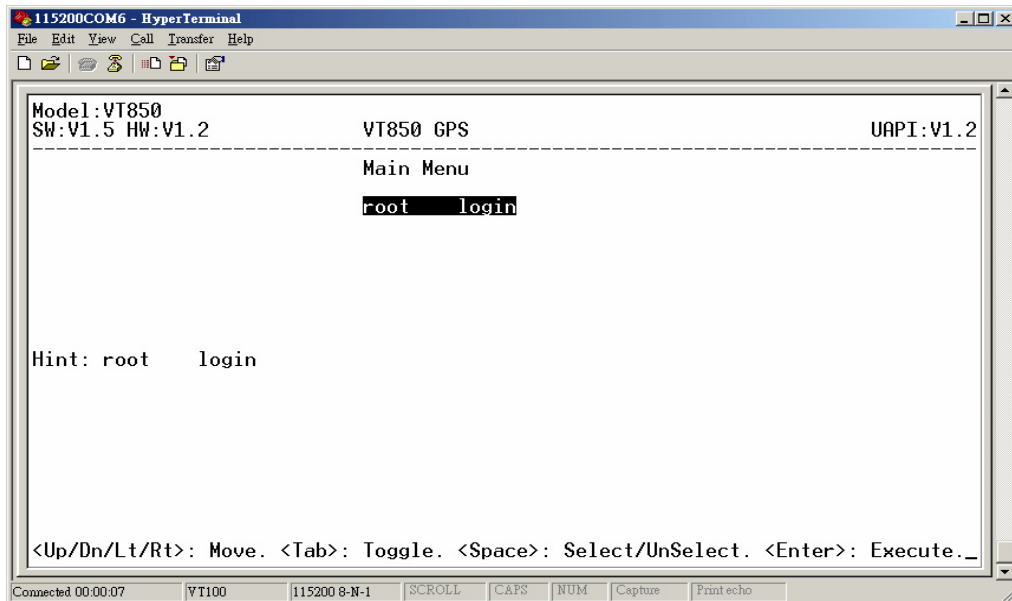 115200COM6 - HyperTerminal
File Edit View Call Transfer Help
Model:VT850
SW:V1.5 HW:V1.2 VT850 GPS UAPI:V1.2
--------------------------------------------------------------------------------
Main Menu
root login
Hint: root login
<Up/Dn/Lt/Rt>: Move. <Tab>: Toggle. <Space>: Select/UnSelect. <Enter>: Execute._
Connected 00:00:07 VT100 115200 8-N-1 SCROLL CAPS NUM Capture Print echo